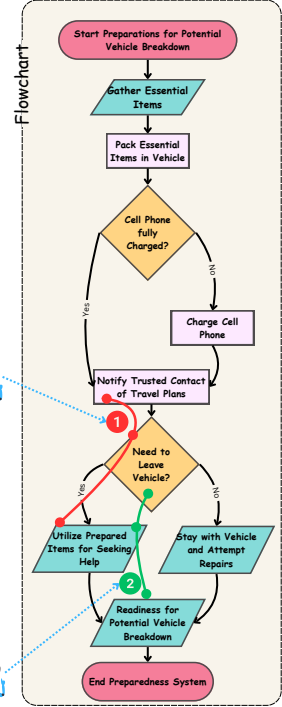 Flowchart
Start Preparations for Potential
Vehicle Breakdown
Gather Essential
Items
Pack Essential
Items in Vehicle
Cell Phone
fully
Charged?
Yes
No
Charge Cell
Phone
Notify Trusted Contact
of Travel Plans
1
Need to
Leave
Vehicle?
Yes
No
Utilize Prepared
Items for Seeking
Help
Stay with Vehicle
and Attempt
Repairs
2
Readiness for
Potential Vehicle
Breakdown
End Preparedness System